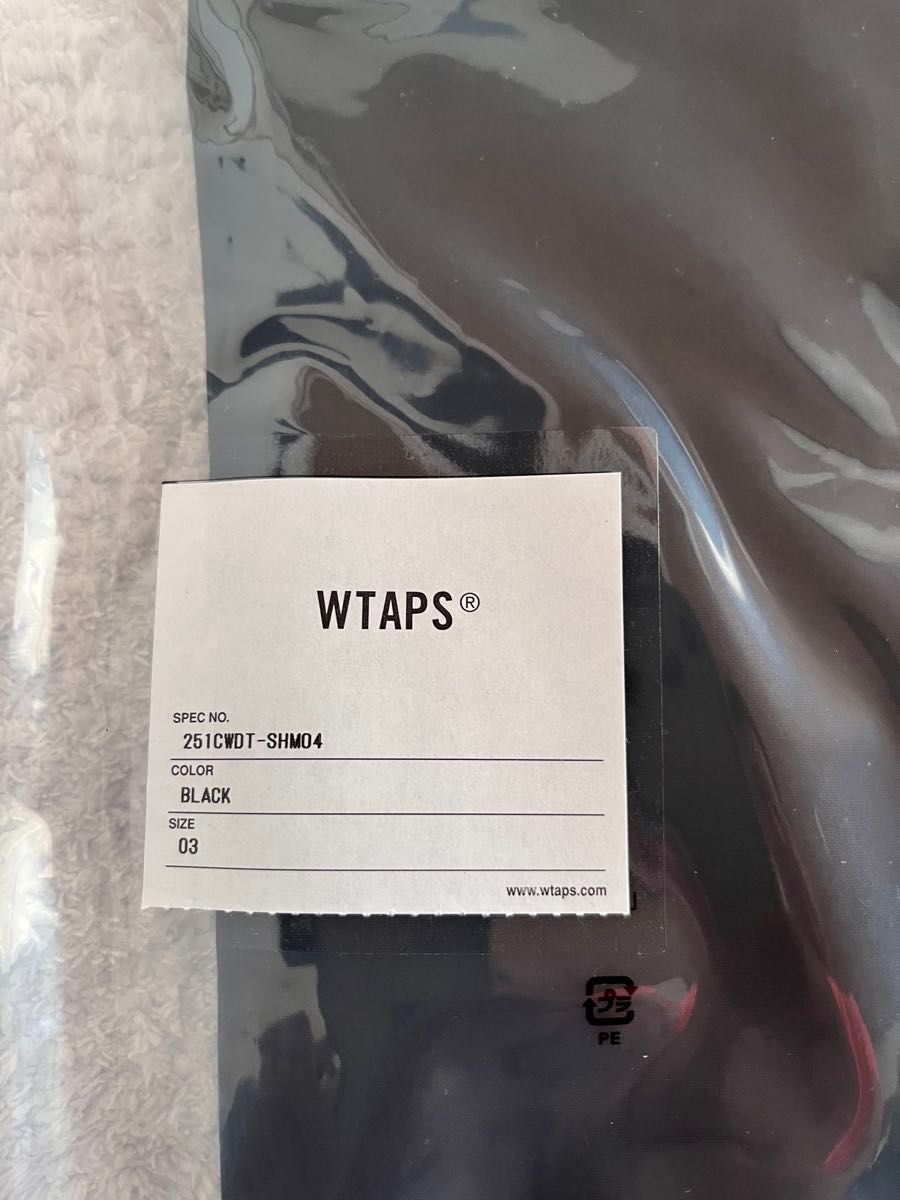 WTAPS®
SPEC NO.
251CWDT-SHM04
COLOR
BLACK
SIZE
03
www.wtaps.com
プラ
PE